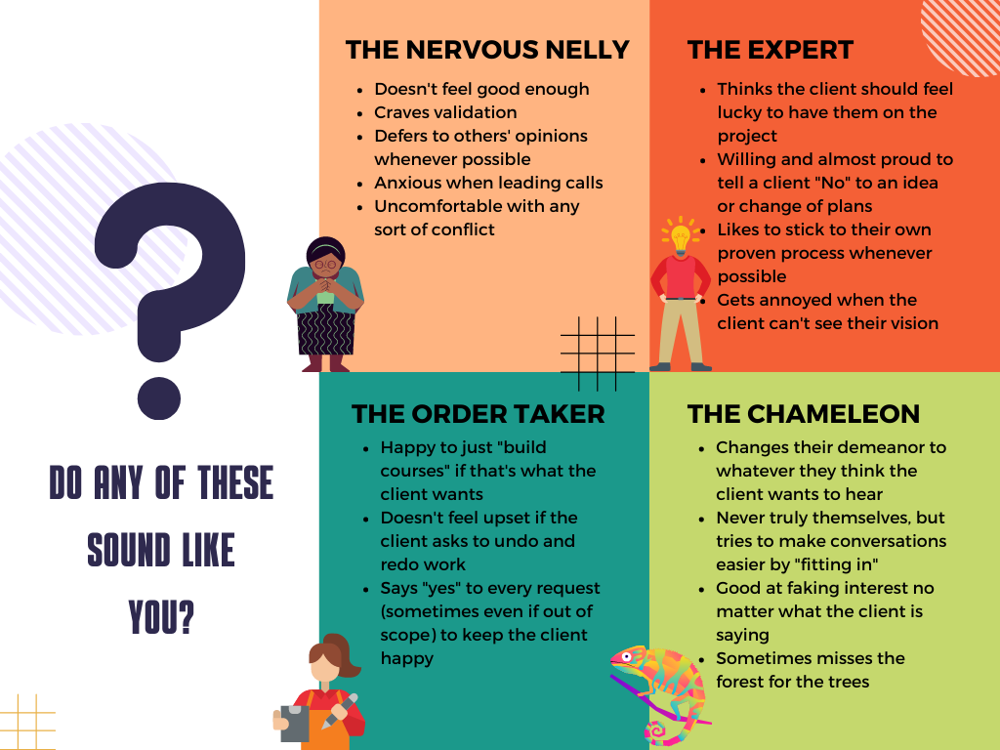 DO ANY OF THESE
SOUND LIKE
YOU?
THE NERVOUS NELLY
• Doesn't feel good enough
• Craves validation
• Defers to others' opinions
whenever possible
• Anxious when leading calls
• Uncomfortable with any
sort of conflict
THE EXPERT
• Thinks the client should feel
lucky to have them on the
project
• Willing and almost proud to
tell a client "No" to an idea
or change of plans
• Likes to stick to their own
proven process whenever
possible
• Gets annoyed when the
client can't see their vision
THE ORDER TAKER
• Happy to just "build
courses" if that's what the
client wants
• Doesn't feel upset if the
client asks to undo and
redo work
• Says "yes" to every request
(sometimes even if out of
scope) to keep the client
happy
THE CHAMELEON
• Changes their demeanor to
whatever they think the
client wants to hear
• Never truly themselves, but
tries to make conversations
easier by "fitting in"
• Good at faking interest no
matter what the client is
saying
• Sometimes misses the
forest for the trees